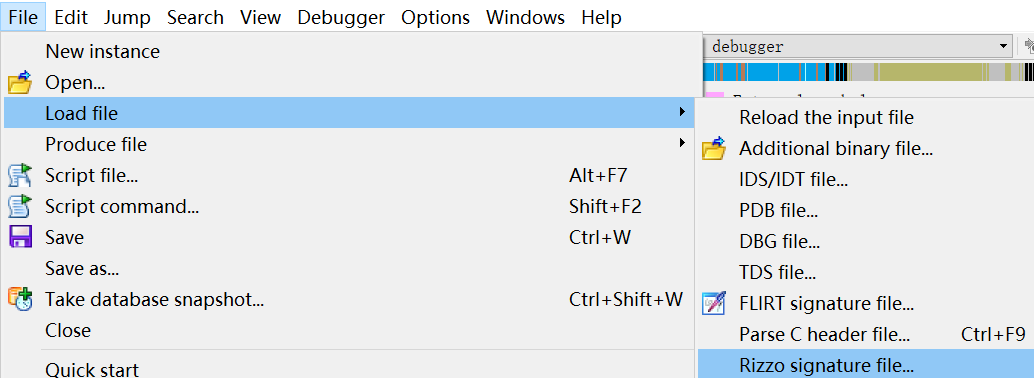 File Edit Jump Search View Debugger Options Windows Help
New instance
debugger
Open...
Load file
Reload the input file
Produce file
Additional binary file...
Script file... Alt+F7
IDS/IDT file...
Script command... Shift+F2
PDB file...
Save Ctrl+W
DBG file...
Save as...
TDS file...
Take database snapshot... Ctrl+Shift+W
FLIRT signature file...
Close
Parse C header file... Ctrl+F9
Quick start
Rizzo signature file...